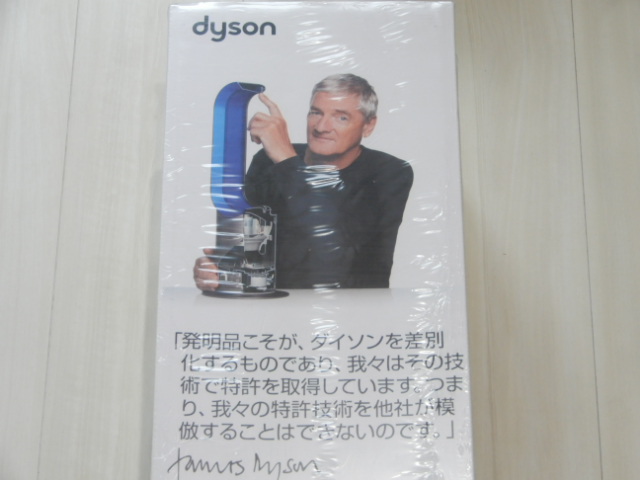 dyson
「発明品こそが、ダイソンを差別
化するものであり、我々はその技
術で特許を取得しています。つま
り、我々の特許技術を他社が模
倣することはできないのです。」
James Dyson